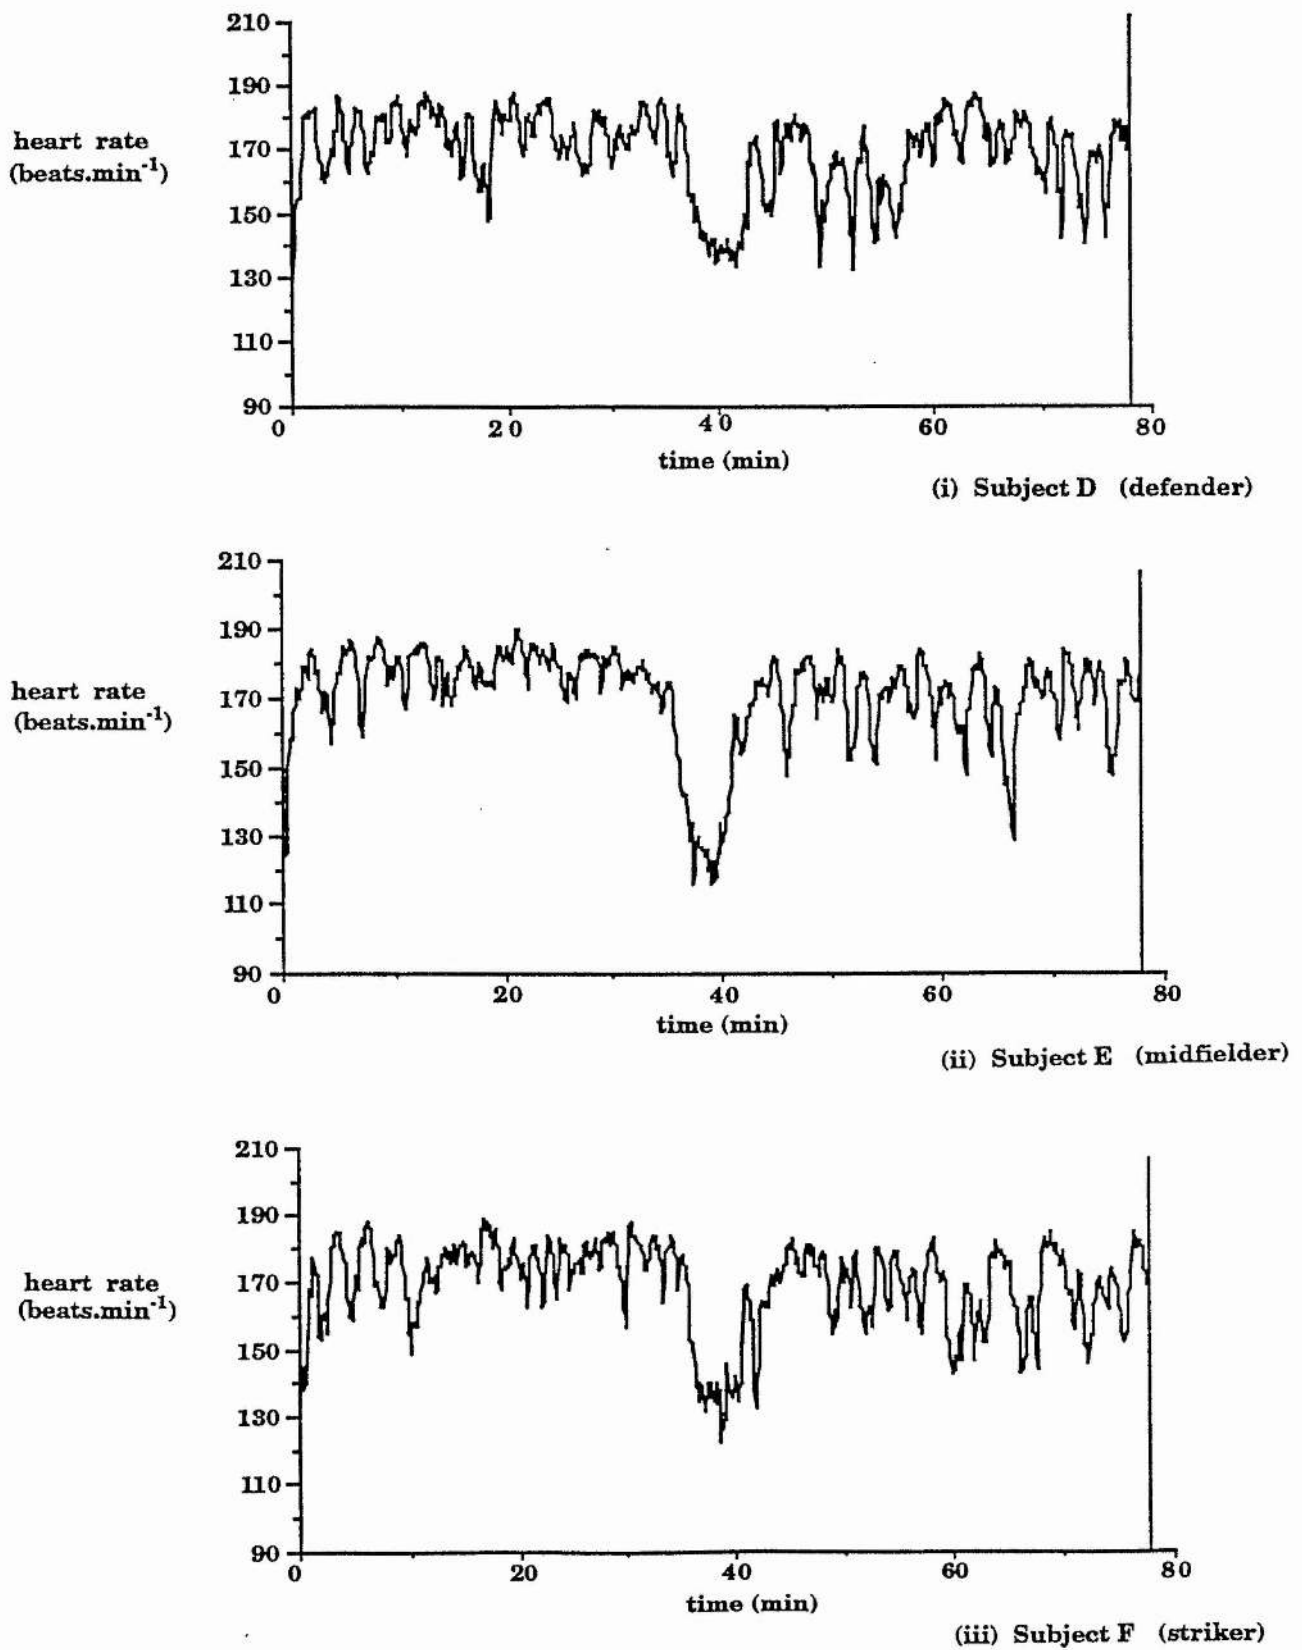 210
190
heart rate 170
(beats.min-1)
150
130
110
90
0 20 40 60 80
time (min)
(i) Subject D (defender)
210
190
heart rate 170
(beats.min-1)
150
130
110
90
0 20 40 60 80
time (min)
(ii) Subject E (midfielder)
210
190
heart rate 170
(beats.min-1)
150
130
110
90
0 20 40 60 80
time (min)
(iii) Subject F (striker)